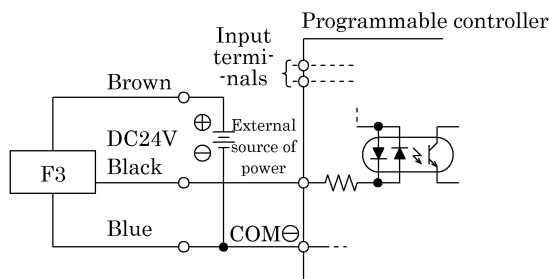 Programmable controller
Input
termi-
-nals
Brown
⊕
DC24V
External
source of
power
⊖
F3
Black
Blue
COM⊖